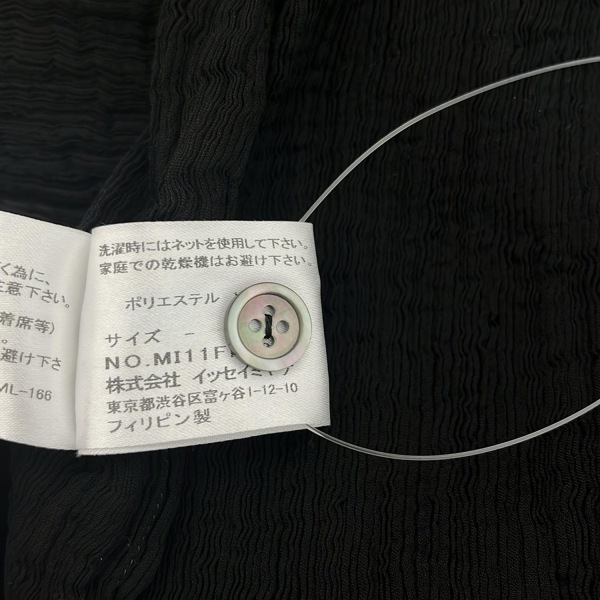 く為に、
注意下さい。
着席等)
。
避け下さ
ML-166
洗濯時にはネットを使用して下さい。
家庭での乾燥機はお避け下さい。
ポリエステル
サイズ －
NO.MI11F
株式会社 イッセイミヤ
東京都渋谷区富ヶ谷1-12-10
フィリピン製